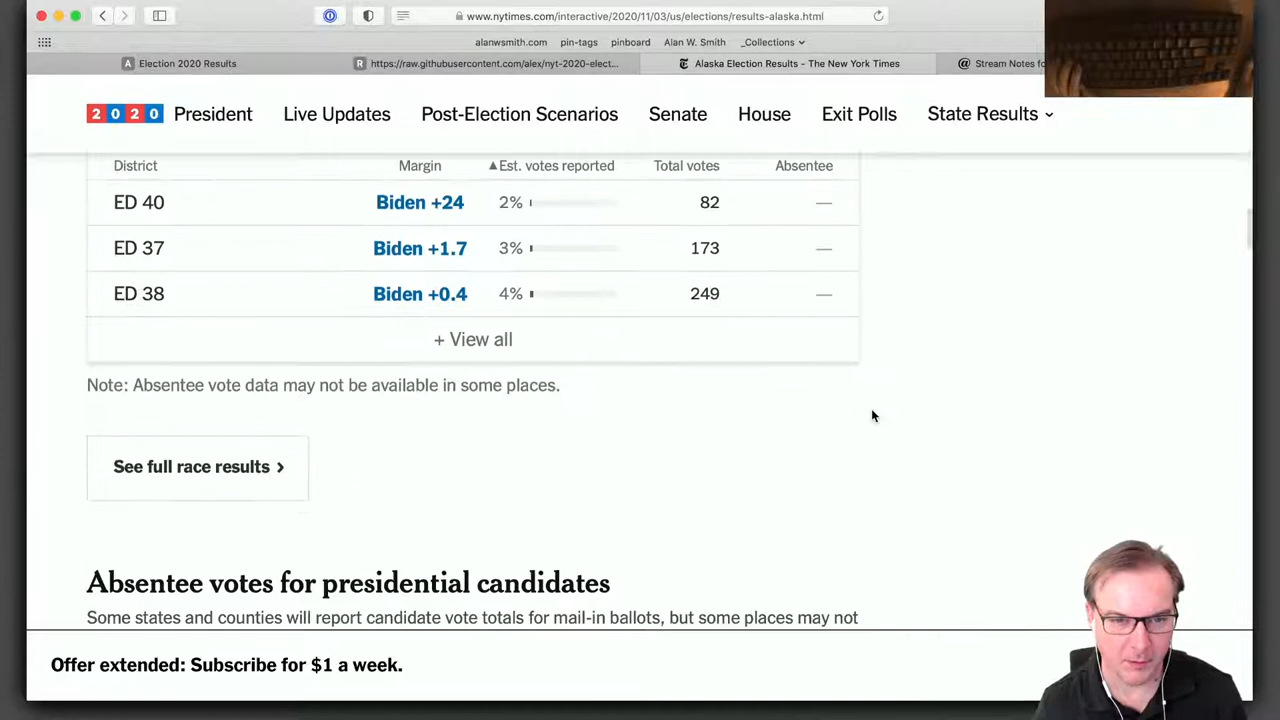 www.nytimes.com/interactive/2020/11/03/us/elections/results-alaska.html
alanwsmith.com pin-tags pinboard Alan W. Smith _Collections
A Election 2020 Results R https://raw.githubusercontent.com/alex/nyt-2020-elect... Alaska Election Results - The New York Times @ Stream Notes fo
2020 President Live Updates Post-Election Scenarios Senate House Exit Polls State Results
District Margin ▲Est. votes reported Total votes Absentee
ED 40 Biden +24 2% 82 —
ED 37 Biden +1.7 3% 173 —
ED 38 Biden +0.4 4% 249 —
+ View all
Note: Absentee vote data may not be available in some places.
See full race results ›
Absentee votes for presidential candidates
Some states and counties will report candidate vote totals for mail-in ballots, but some places may not
Offer extended: Subscribe for $1 a week.